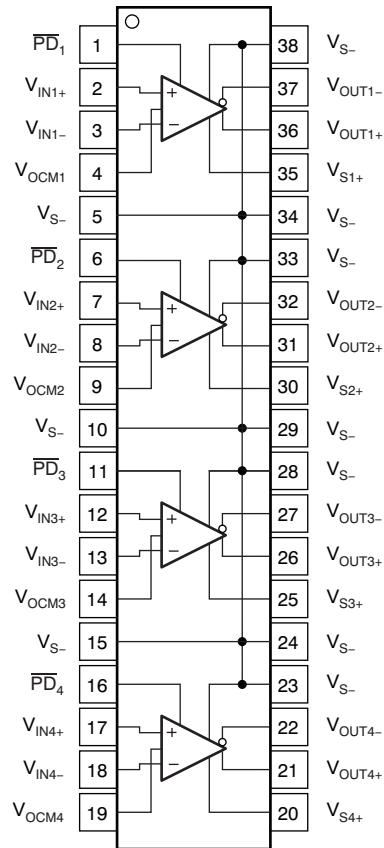 PD1 1 38 VS–
VIN1+ 2 + 37 VOUT1–
VIN1– 3 – 36 VOUT1+
VOCM1 4 35 VS1+
VS– 5 34 VS–
PD2 6 33 VS–
VIN2+ 7 + 32 VOUT2–
VIN2– 8 – 31 VOUT2+
VOCM2 9 30 VS2+
VS– 10 29 VS–
PD3 11 28 VS–
VIN3+ 12 + 27 VOUT3–
VIN3– 13 – 26 VOUT3+
VOCM3 14 25 VS3+
VS– 15 24 VS–
PD4 16 23 VS–
VIN4+ 17 + 22 VOUT4–
VIN4– 18 – 21 VOUT4+
VOCM4 19 20 VS4+